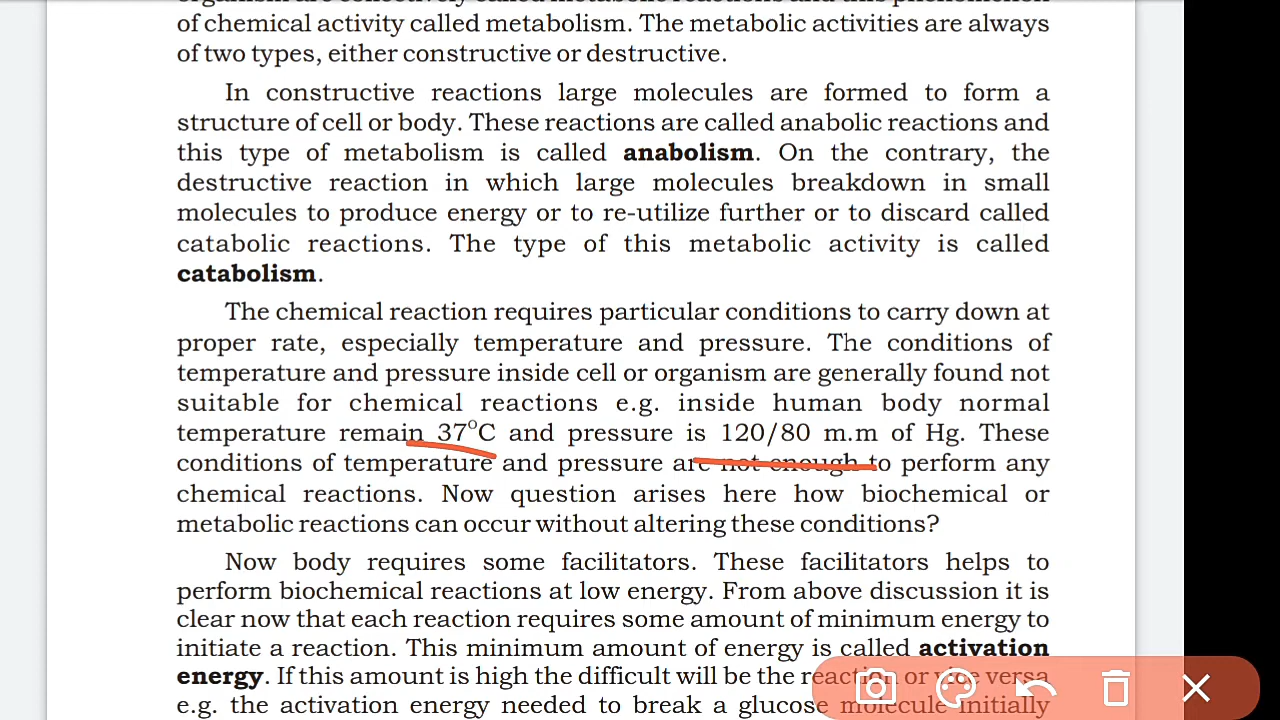 organism are collectively called metabolic reactions and this phenomenon
of chemical activity called metabolism. The metabolic activities are always
of two types, either constructive or destructive.
In constructive reactions large molecules are formed to form a
structure of cell or body. These reactions are called anabolic reactions and
this type of metabolism is called anabolism. On the contrary, the
destructive reaction in which large molecules breakdown in small
molecules to produce energy or to re-utilize further or to discard called
catabolic reactions. The type of this metabolic activity is called
catabolism.
The chemical reaction requires particular conditions to carry down at
proper rate, especially temperature and pressure. The conditions of
temperature and pressure inside cell or organism are generally found not
suitable for chemical reactions e.g. inside human body normal
temperature remain 37°C and pressure is 120/80 m.m of Hg. These
conditions of temperature and pressure are not enough to perform any
chemical reactions. Now question arises here how biochemical or
metabolic reactions can occur without altering these conditions?
Now body requires some facilitators. These facilitators helps to
perform biochemical reactions at low energy. From above discussion it is
clear now that each reaction requires some amount of minimum energy to
initiate a reaction. This minimum amount of energy is called activation
energy. If this amount is high the difficult will be the reaction or vice versa
e.g. the activation energy needed to break a glucose molecule initially